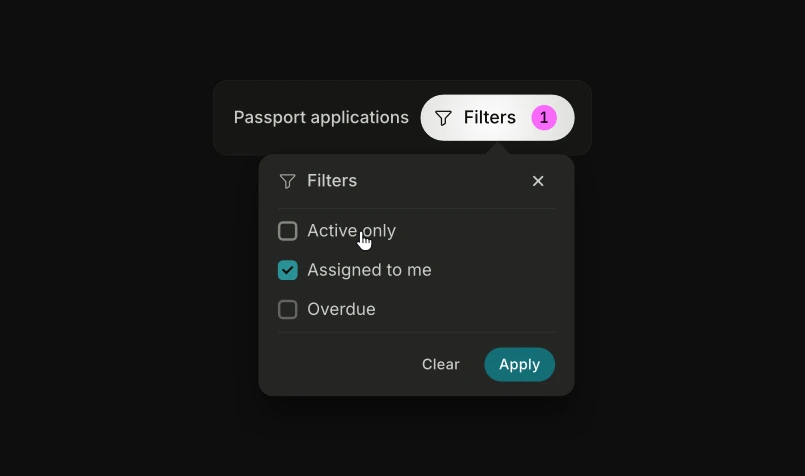 Passport applications
Filters 1
Filters
Active only
Assigned to me
Overdue
Clear Apply